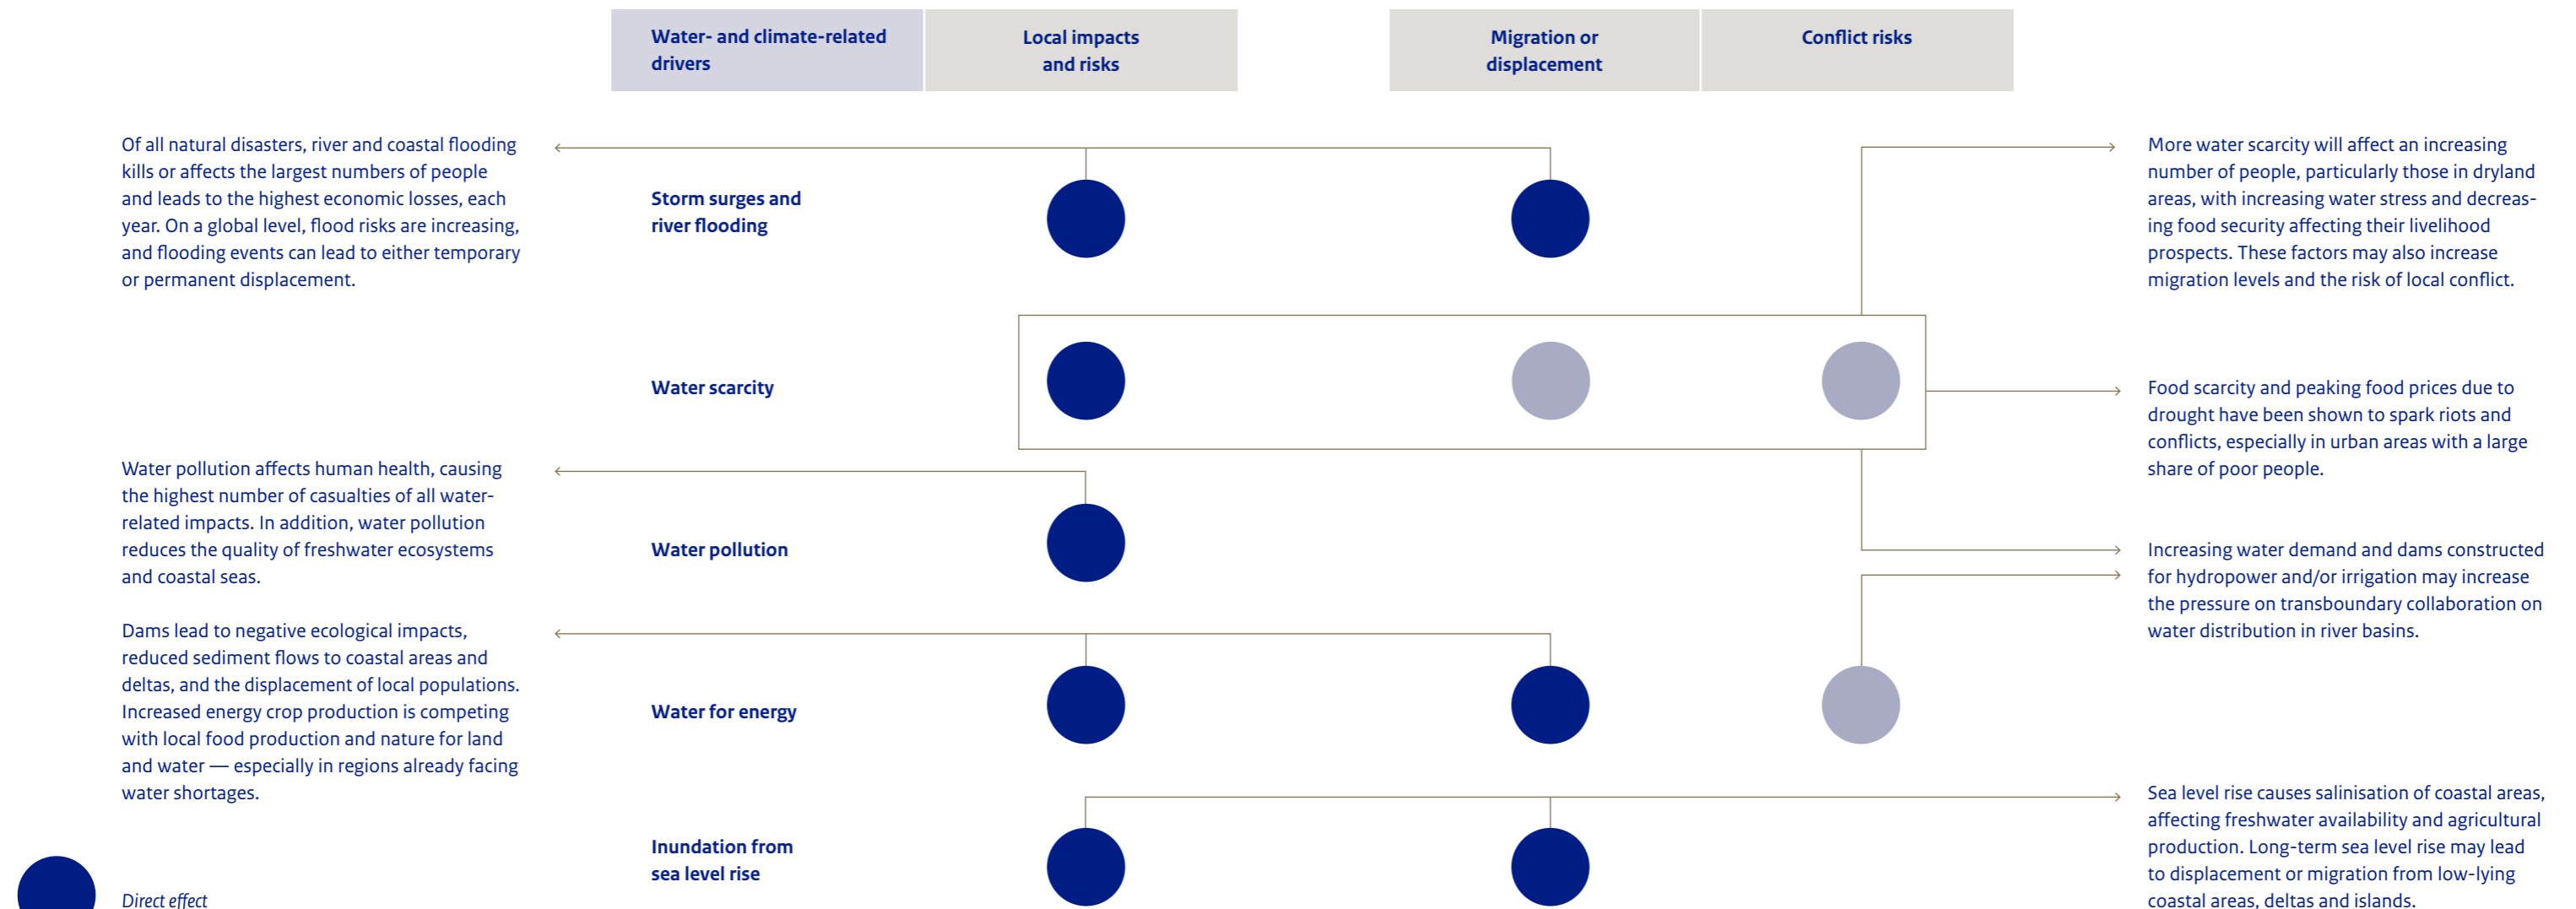 Water- and climate-related
drivers
Local impacts
and risks
Migration or
displacement
Conflict risks
Of all natural disasters, river and coastal flooding
kills or affects the largest numbers of people
and leads to the highest economic losses, each
year. On a global level, flood risks are increasing,
and flooding events can lead to either temporary
or permanent displacement.
Storm surges and
river flooding
More water scarcity will affect an increasing
number of people, particularly those in dryland
areas, with increasing water stress and decreas-
ing food security affecting their livelihood
prospects. These factors may also increase
migration levels and the risk of local conflict.
Water scarcity
Food scarcity and peaking food prices due to
drought have been shown to spark riots and
conflicts, especially in urban areas with a large
share of poor people.
Water pollution affects human health, causing
the highest number of casualties of all water-
related impacts. In addition, water pollution
reduces the quality of freshwater ecosystems
and coastal seas.
Water pollution
Increasing water demand and dams constructed
for hydropower and/or irrigation may increase
the pressure on transboundary collaboration on
water distribution in river basins.
Dams lead to negative ecological impacts,
reduced sediment flows to coastal areas and
deltas, and the displacement of local populations.
Increased energy crop production is competing
with local food production and nature for land
and water — especially in regions already facing
water shortages.
Water for energy
Inundation from
sea level rise
Sea level rise causes salinisation of coastal areas,
affecting freshwater availability and agricultural
production. Long-term sea level rise may lead
to displacement or migration from low-lying
coastal areas, deltas and islands.
Direct effect